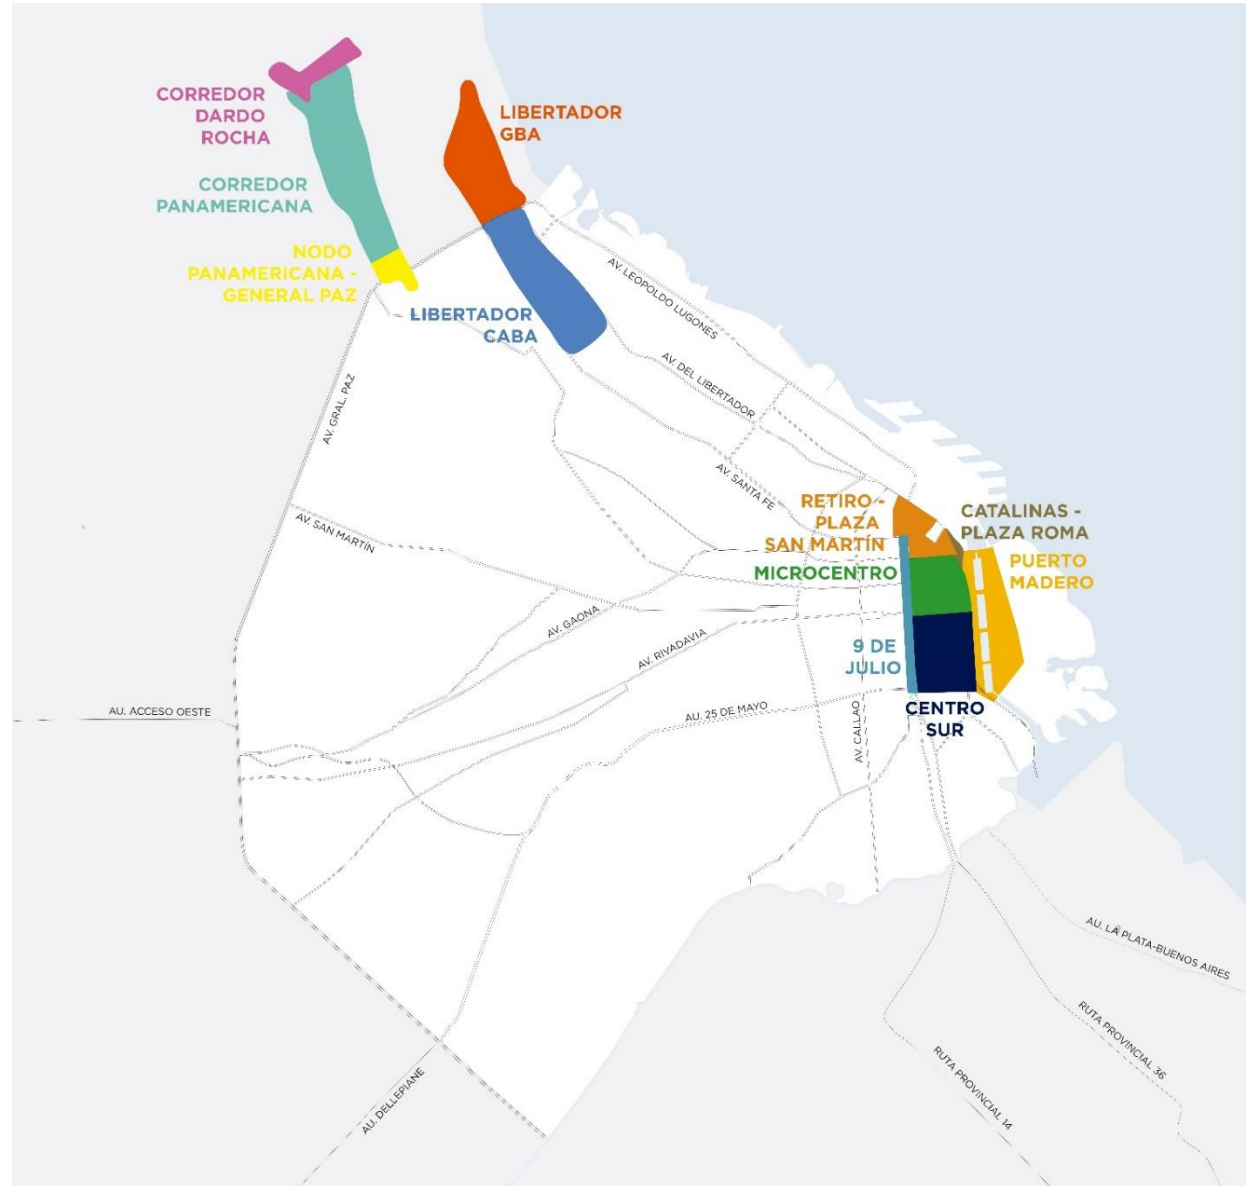 CORREDOR
DARDO
ROCHA
LIBERTADOR
GBA
CORREDOR
PANAMERICANA
NODO
PANAMERICANA -
GENERAL PAZ
LIBERTADOR
CABA
AV. LEOPOLDO LUGONES
AV. DEL LIBERTADOR
AV. GRAL. PAZ
AV. SANTA FE
RETIRO -
PLAZA
SAN MARTÍN
CATALINAS -
PLAZA ROMA
AV. SAN MARTÍN
MICROCENTRO
PUERTO
MADERO
AV. GAONA
AV. RIVADAVIA
9 DE
JULIO
AU. ACCESO OESTE
AU. 25 DE MAYO
AV. CALLAO
CENTRO
SUR
AU. LA PLATA-BUENOS AIRES
RUTA PROVINCIAL 36
RUTA PROVINCIAL 14
AU. DELLEPIANE